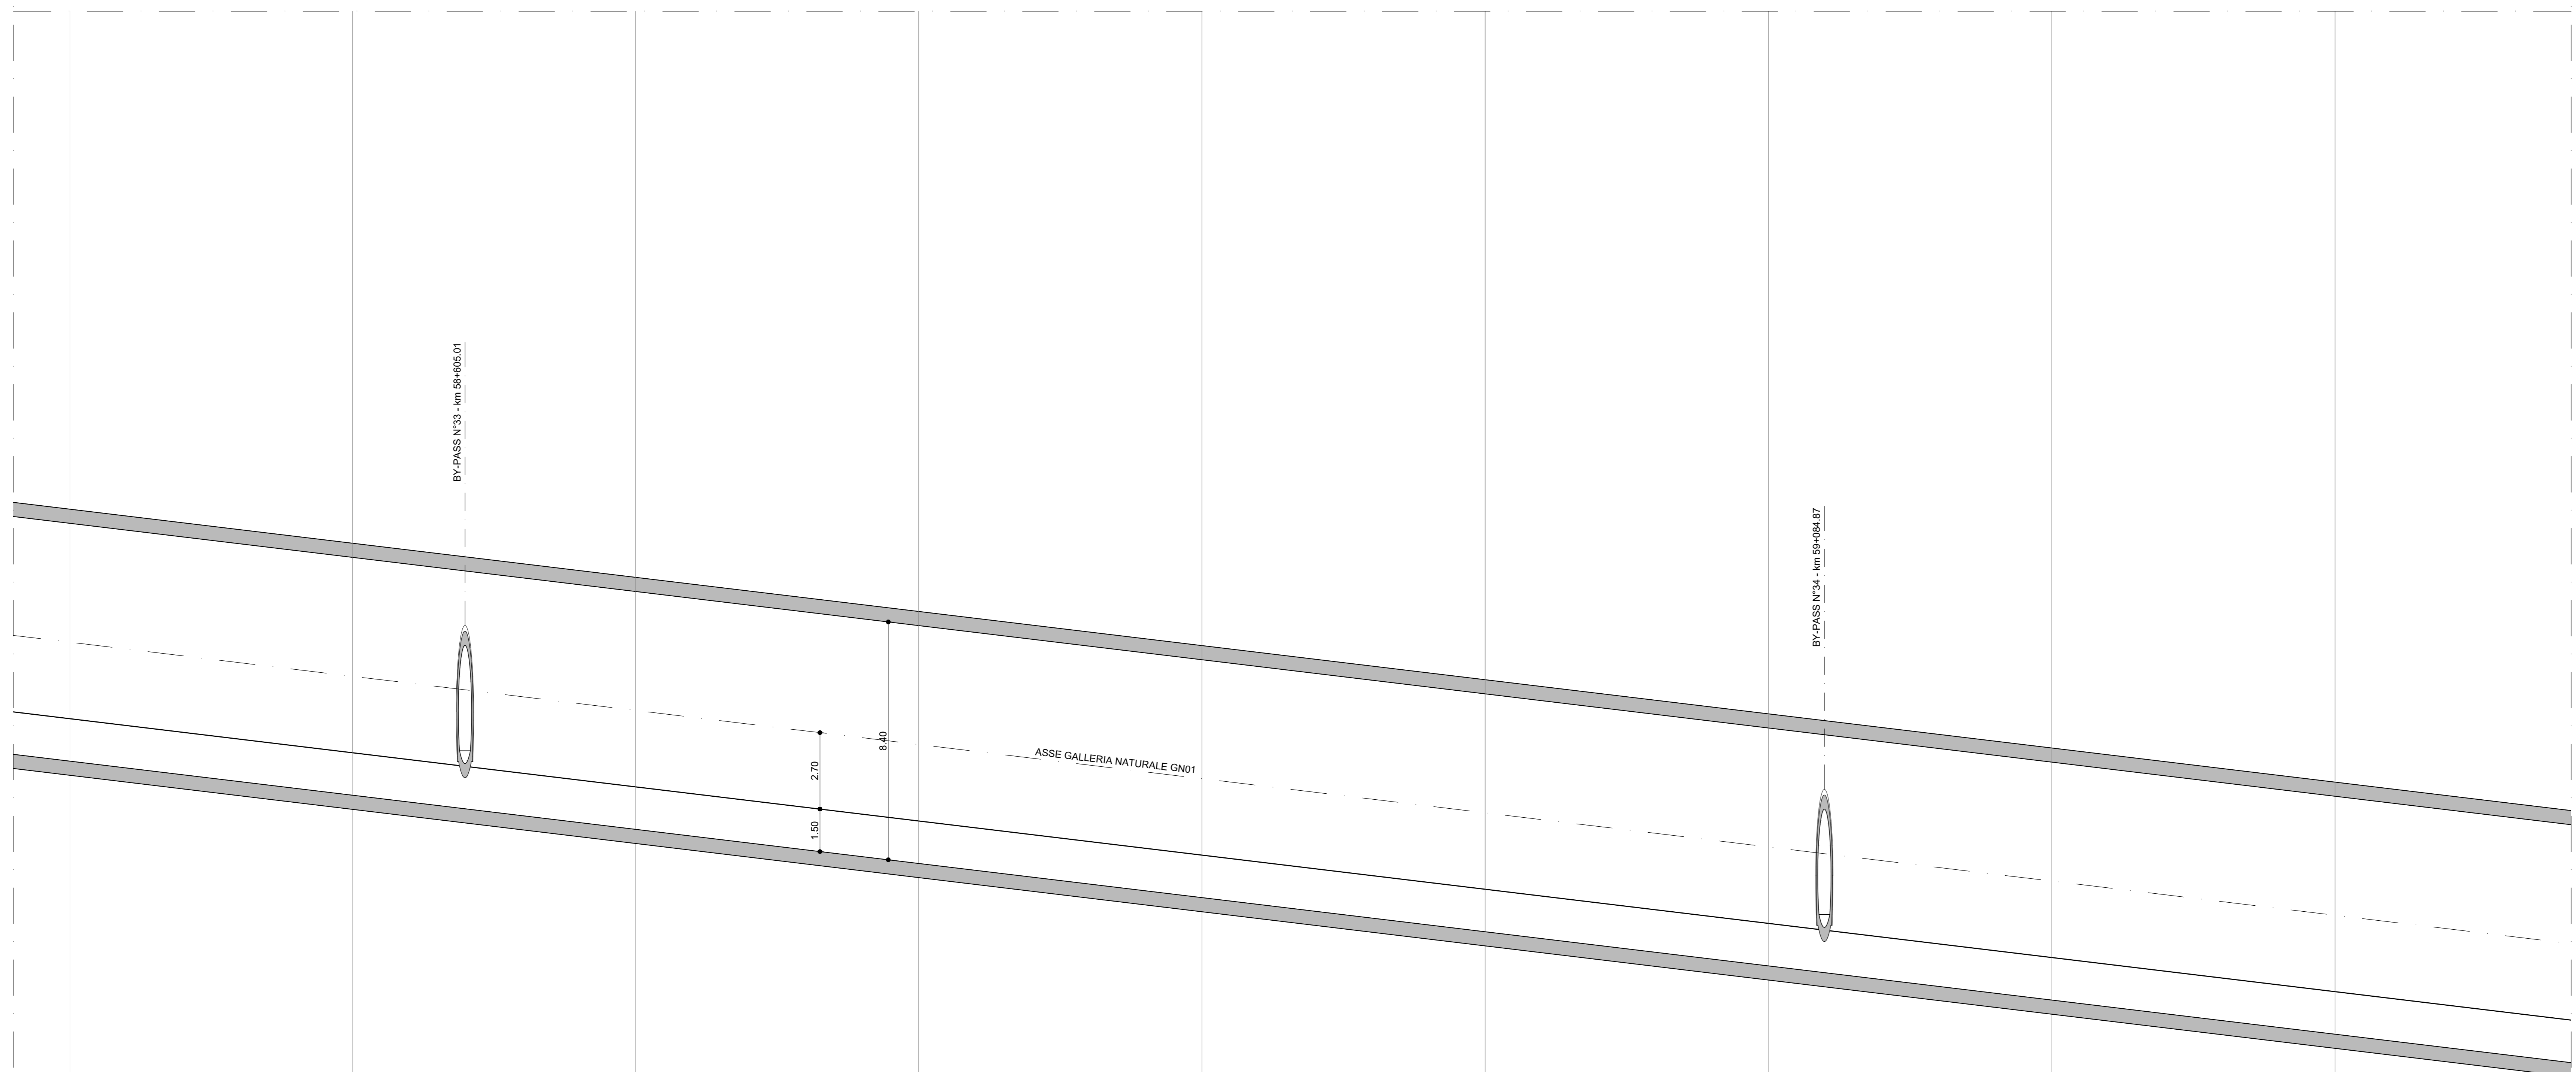 BY-PASS N°33 - km 58+605.01
BY-PASS N°34 - km 59+084.87
2.70
8.40
ASSE GALLERIA NATURALE GN01
1.50